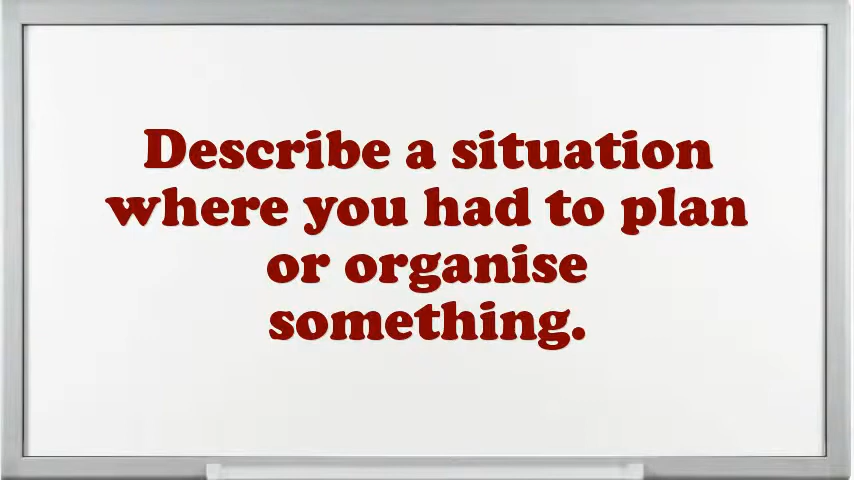 Describe a situation
where you had to plan
or organise
something.